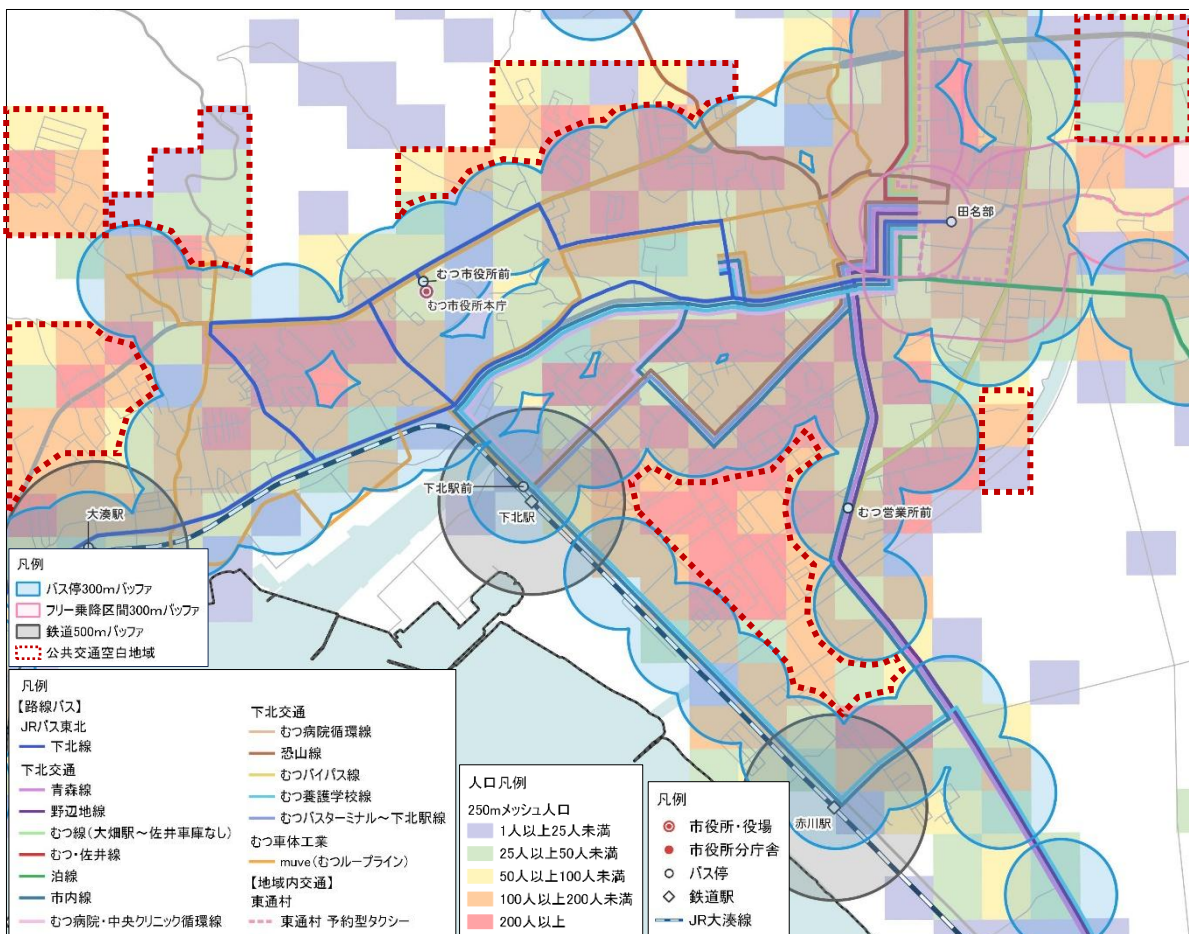 田名部
むつ市役所前
むつ市役所本庁
下北駅前
下北駅
大湊駅
むつ営業所前
赤川駅
凡例
バス停300mバッファ
フリー乗降区間300mバッファ
鉄道500mバッファ
公共交通空白地域
凡例
【路線バス】
JRバス東北
下北線
下北交通
青森線
野辺地線
むつ線(大畑駅～佐井車庫なし)
むつ・佐井線
泊線
市内線
むつ病院・中央クリニック循環線
下北交通
むつ病院循環線
恐山線
むつバイパス線
むつ養護学校線
むつバスターミナル～下北駅線
むつ車体工業
muve(むつループライン)
【地域内交通】
東通村
東通村 予約型タクシー
人口凡例
250mメッシュ人口
1人以上25人未満
25人以上50人未満
50人以上100人未満
100人以上200人未満
200人以上
凡例
市役所・役場
市役所分庁舎
バス停
鉄道駅
JR大湊線